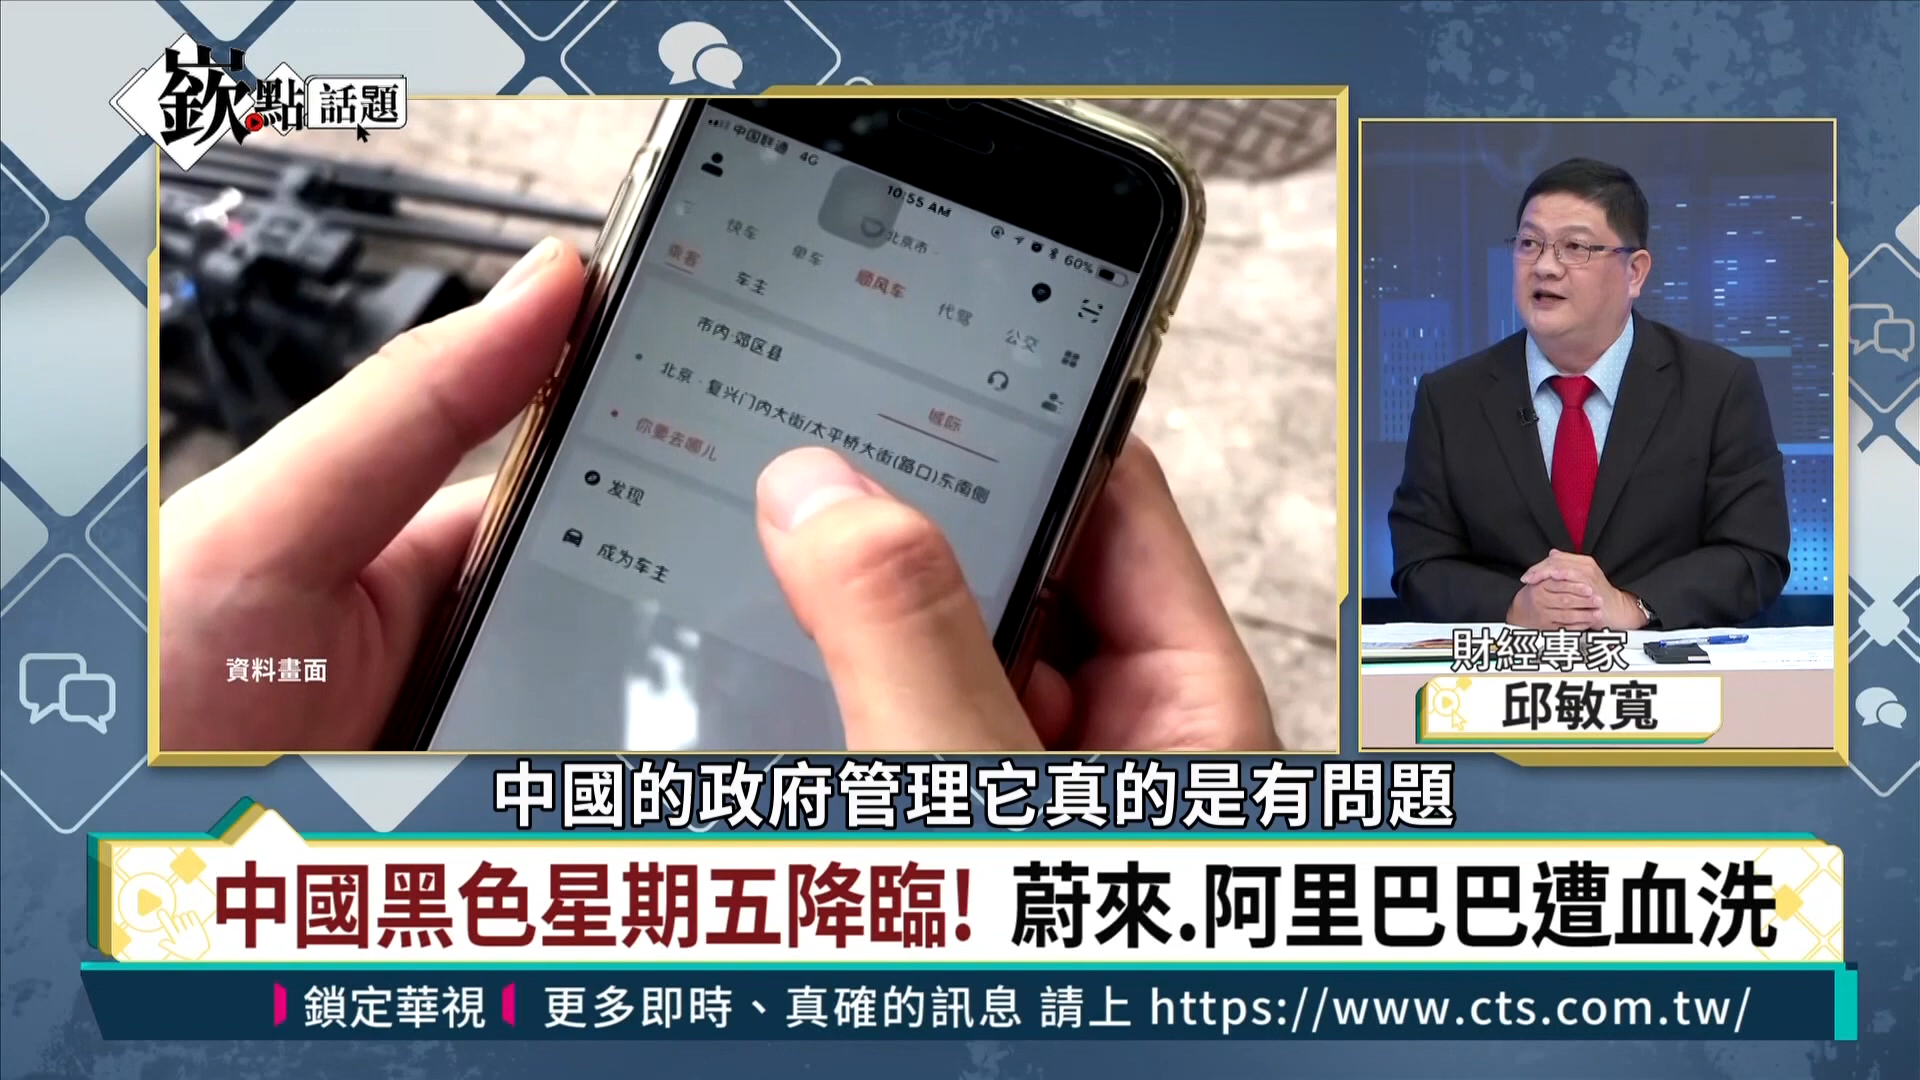 嶔點話題
中国联通 4G
10:55 AM
60%
北京市
快车 单车 顺风车 代驾 公交
乘客 车主
市内·郊区县
城际
北京·复兴门内大街/太平桥大街(路口)东南侧
你要去哪儿
发现
成为车主
資料畫面
財經專家
邱敏寬
中國的政府管理它真的是有問題
中國黑色星期五降臨! 蔚來.阿里巴巴遭血洗
鎖定華視 更多即時、真確的訊息 請上 https://www.cts.com.tw/